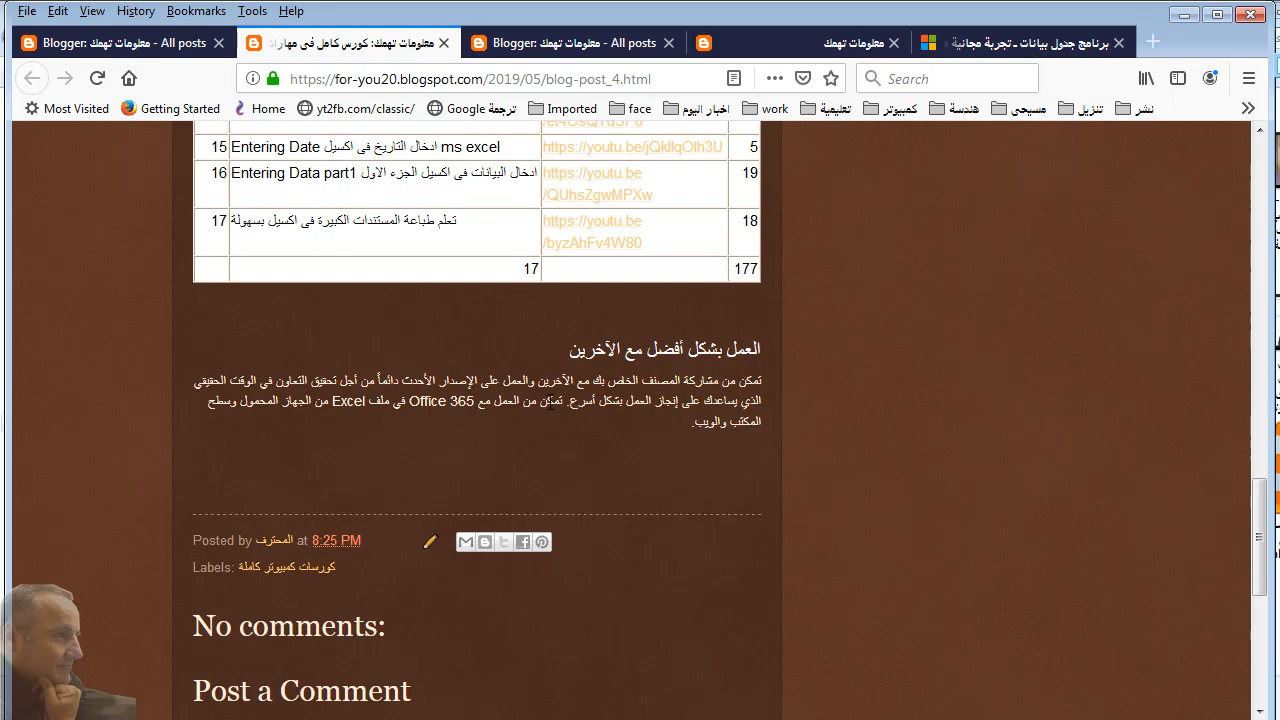 File Edit View History Bookmarks Tools Help
Blogger: معلومات تهمك - All posts
معلومات تهمك: كورس كامل فى مهارا
Blogger: معلومات تهمك - All posts
معلومات تهمك
برنامج جدول بيانات ـ تجربة مجانية
https://for-you20.blogspot.com/2019/05/blog-post_4.html
Search
Most Visited Getting Started Home yt2fb.com/classic/ ترجمة Google Imported face اخبار اليوم work تعليمية كمبيوتر هندسة مسيحى تنزيل نشر
15 Entering Date ادخال التاريخ فى اكسيل ms excel https://youtu.be/jQkllqOlh3U 5
16 Entering Data part1 ادخال البيانات فى اكسيل الجزء الاول https://youtu.be 19
/QUhsZgwMPXw
17 تعلم طباعة المستندات الكبيرة فى اكسيل بسهولة https://youtu.be 18
/byzAhFv4W80
17 177
العمل بشكل أفضل مع الآخرين
تمكن من مشاركة المصنف الخاص بك مع الآخرين والعمل على الإصدار الأحدث دائماً من أجل تحقيق التعاون في الوقت الحقيقي
الذي يساعدك على إنجاز العمل بشكل أسرع. تمكن من العمل مع Office 365 في ملف Excel من الجهاز المحمول وسطح
المكتب والويب.
Posted by المحترف at 8:25 PM
Labels: كورسات كمبيوتر كاملة
No comments:
Post a Comment